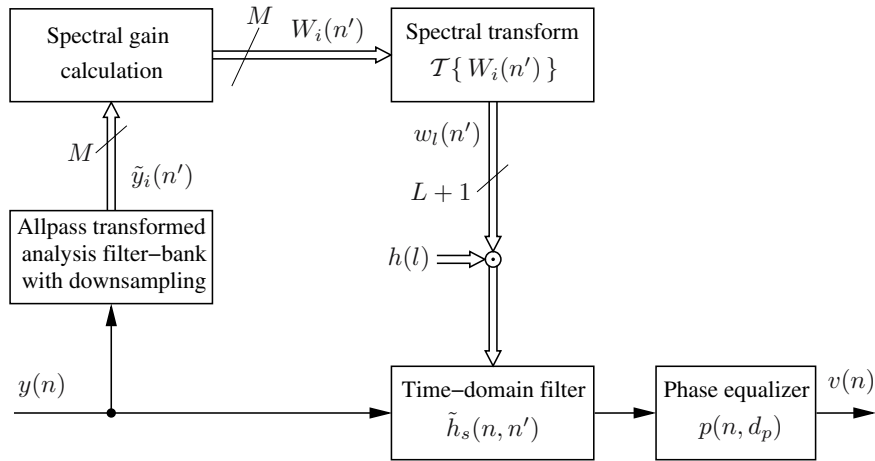 Spectral gain
calculation
M
W_i(n′)
Spectral transform
𝒯{ W_i(n′) }
M
ỹ_i(n′)
w_l(n′)
L + 1
Allpass transformed
analysis filter−bank
with downsampling
h(l)
y(n)
Time−domain filter
h̃_s(n, n′)
Phase equalizer
p(n, d_p)
v(n)